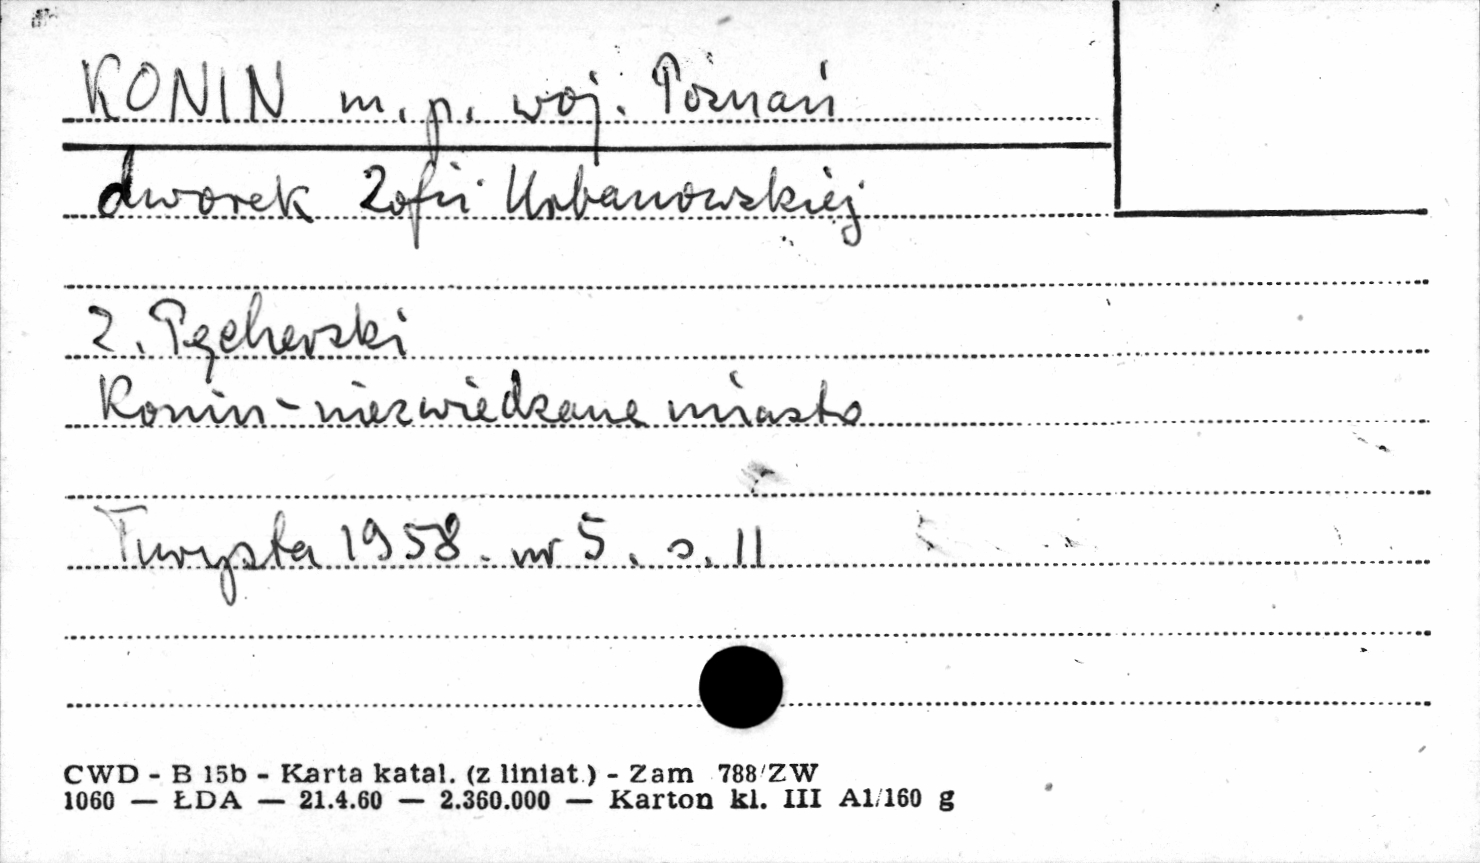 KONIN m. p. woj. Poznań
dworek Zofii Urbanowskiej
Z. Pęcherski
Konin - niezwiedzane miasto
Turysta 1958. nr 5. s. 11
CWD - B 15b - Karta katal. (z liniat.) - Zam 788/ZW
1060 — ŁDA — 21.4.60 — 2.360.000 — Karton kl. III A1/160 g